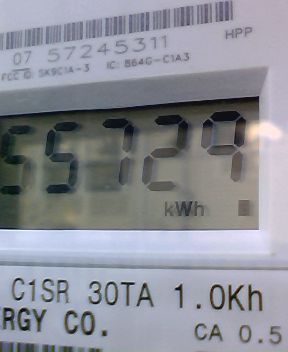 07 57245311
HPP
FCC ID: SK9C1A-3 IC: 864G-C1A3
55729
kWh
C1SR 30TA 1.0Kh
RGY CO.
CA 0.5